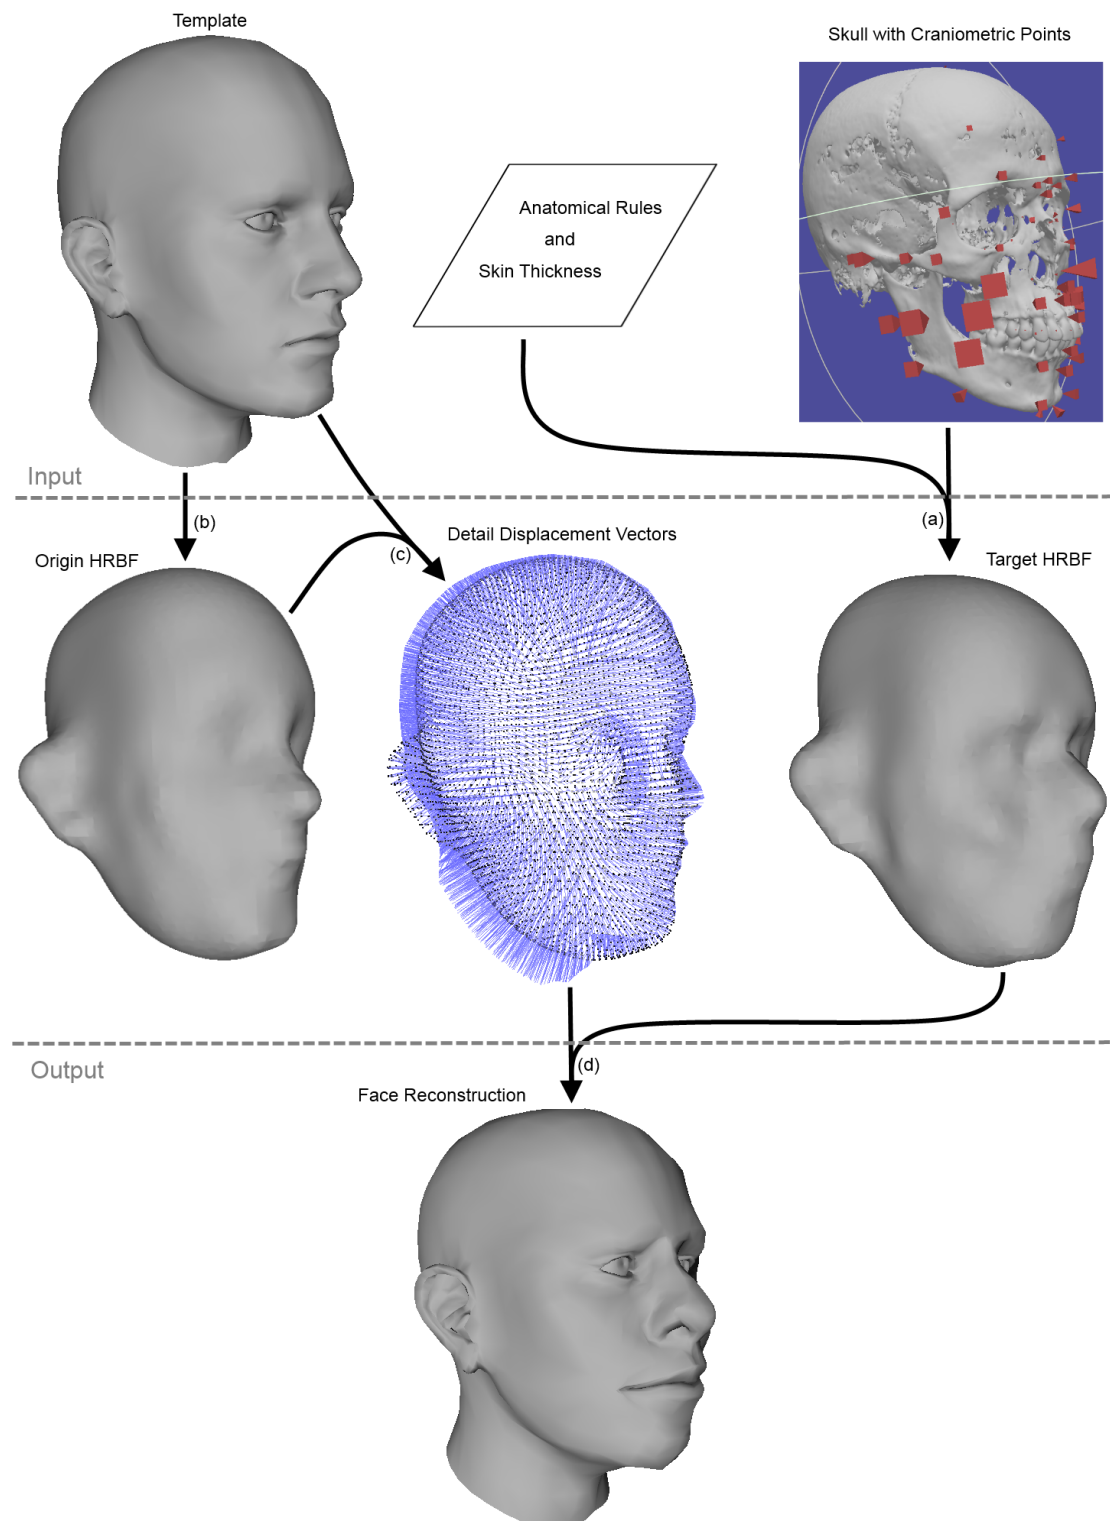 Template
Skull with Craniometric Points
Anatomical Rules
and
Skin Thickness
Input
(b)
(a)
(c)
Origin HRBF
Detail Displacement Vectors
Target HRBF
Output
(d)
Face Reconstruction